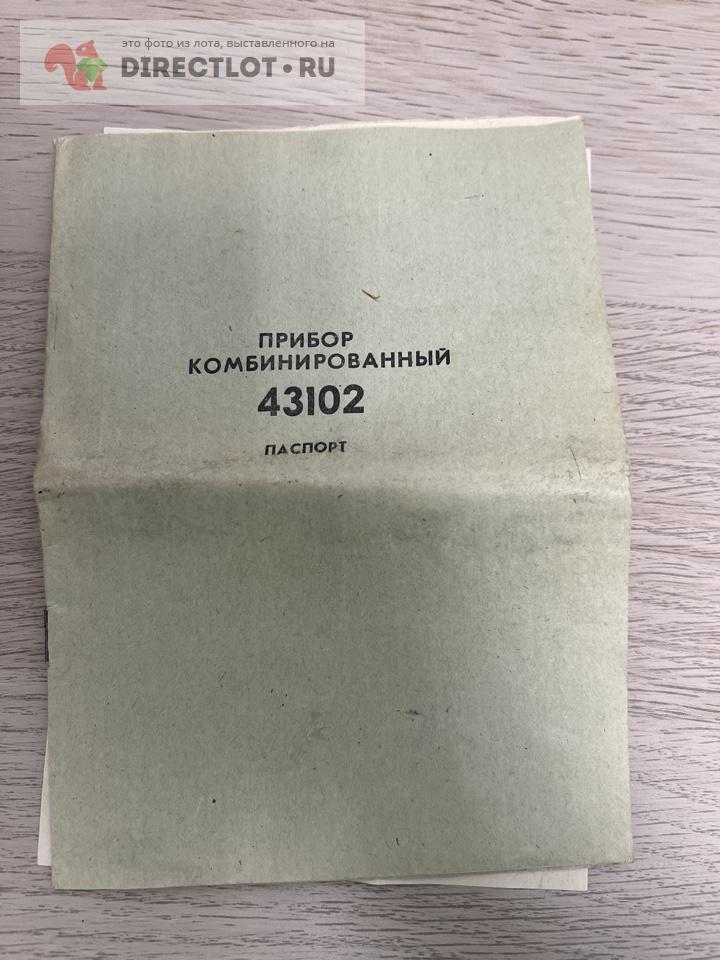 это фото из лота, выставленного на
DIRECTLOT•RU
ПРИБОР
КОМБИНИРОВАННЫЙ
43102
ПАСПОРТ